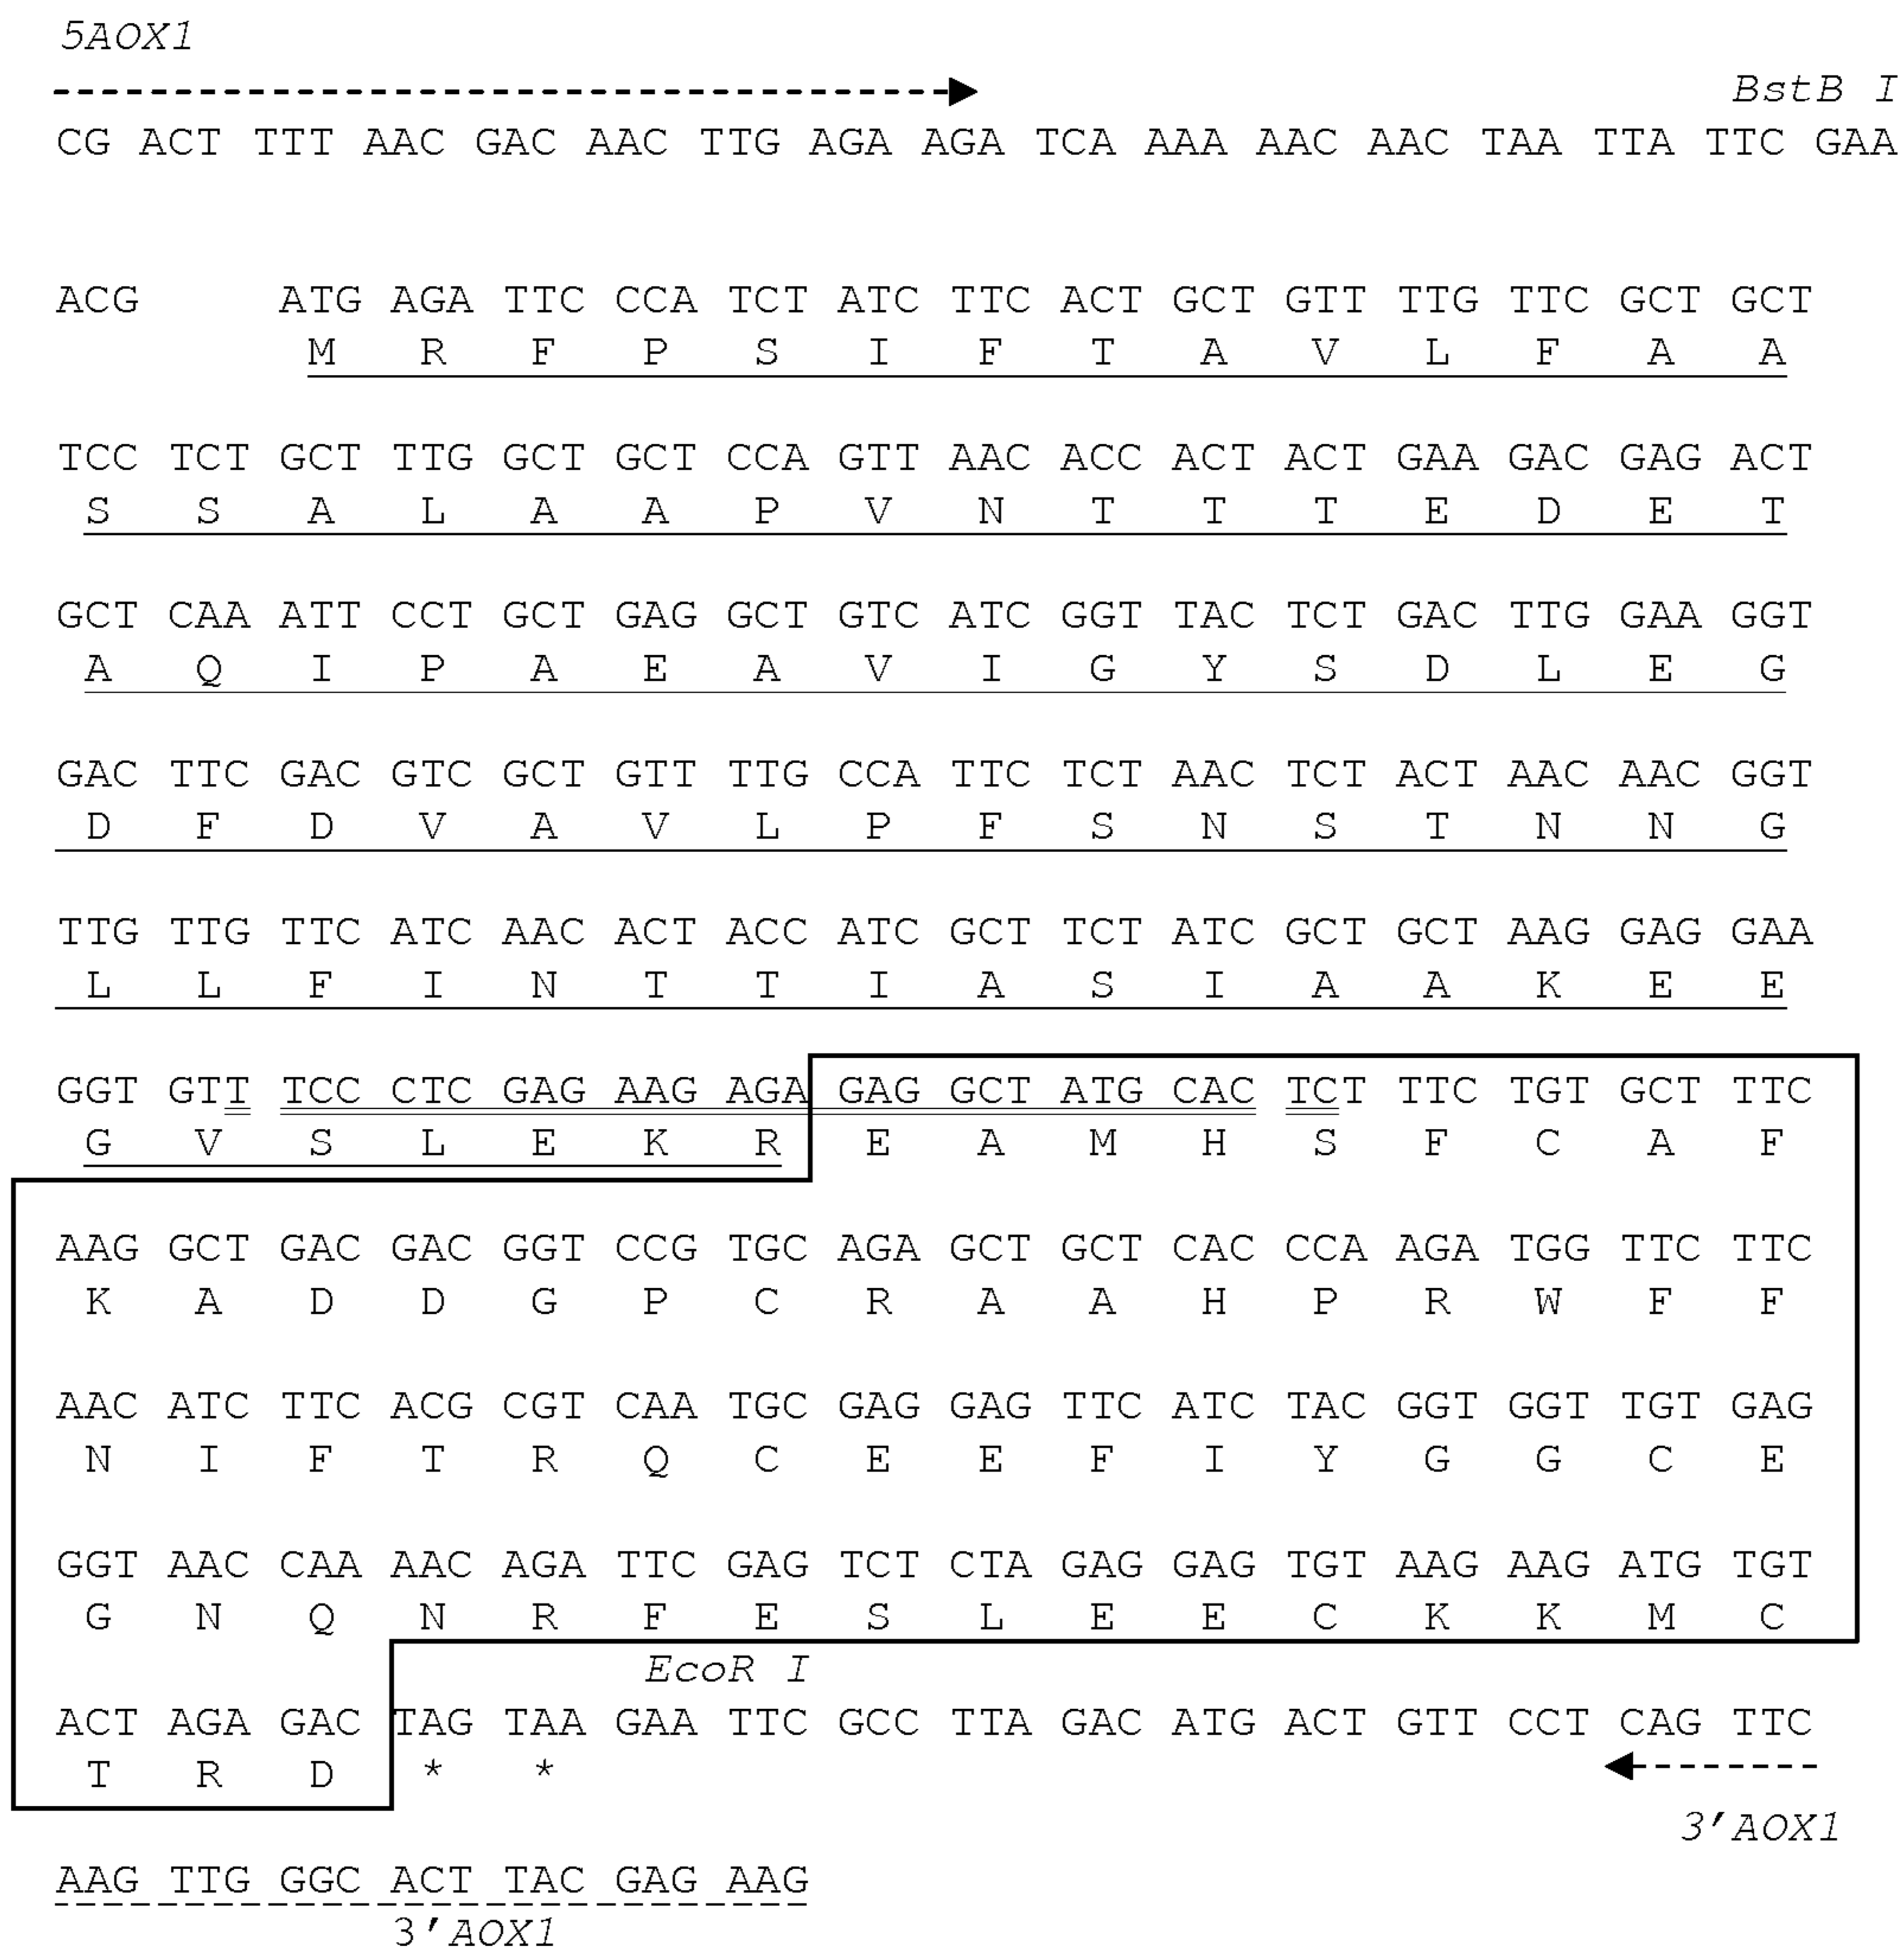 5AOX1
BstB I
CG ACT TTT AAC GAC AAC TTG AGA AGA TCA AAA AAC AAC TAA TTA TTC GAA
ACG ATG AGA TTC CCA TCT ATC TTC ACT GCT GTT TTG TTC GCT GCT
M R F P S I F T A V L F A A
TCC TCT GCT TTG GCT GCT CCA GTT AAC ACC ACT ACT GAA GAC GAG ACT
S S A L A A P V N T T T E D E T
GCT CAA ATT CCT GCT GAG GCT GTC ATC GGT TAC TCT GAC TTG GAA GGT
A Q I P A E A V I G Y S D L E G
GAC TTC GAC GTC GCT GTT TTG CCA TTC TCT AAC TCT ACT AAC AAC GGT
D F D V A V L P F S N S T N N G
TTG TTG TTC ATC AAC ACT ACC ATC GCT TCT ATC GCT GCT AAG GAG GAA
L L F I N T T I A S I A A K E E
GGT GTT TCC CTC GAG AAG AGA GAG GCT ATG CAC TCT TTC TGT GCT TTC
G V S L E K R E A M H S F C A F
AAG GCT GAC GAC GGT CCG TGC AGA GCT GCT CAC CCA AGA TGG TTC TTC
K A D D G P C R A A H P R W F F
AAC ATC TTC ACG CGT CAA TGC GAG GAG TTC ATC TAC GGT GGT TGT GAG
N I F T R Q C E E F I Y G G C E
GGT AAC CAA AAC AGA TTC GAG TCT CTA GAG GAG TGT AAG AAG ATG TGT
G N Q N R F E S L E E C K K M C
EcoR I
ACT AGA GAC TAG TAA GAA TTC GCC TTA GAC ATG ACT GTT CCT CAG TTC
T R D * *
3'AOX1
AAG TTG GGC ACT TAC GAG AAG
3'AOX1